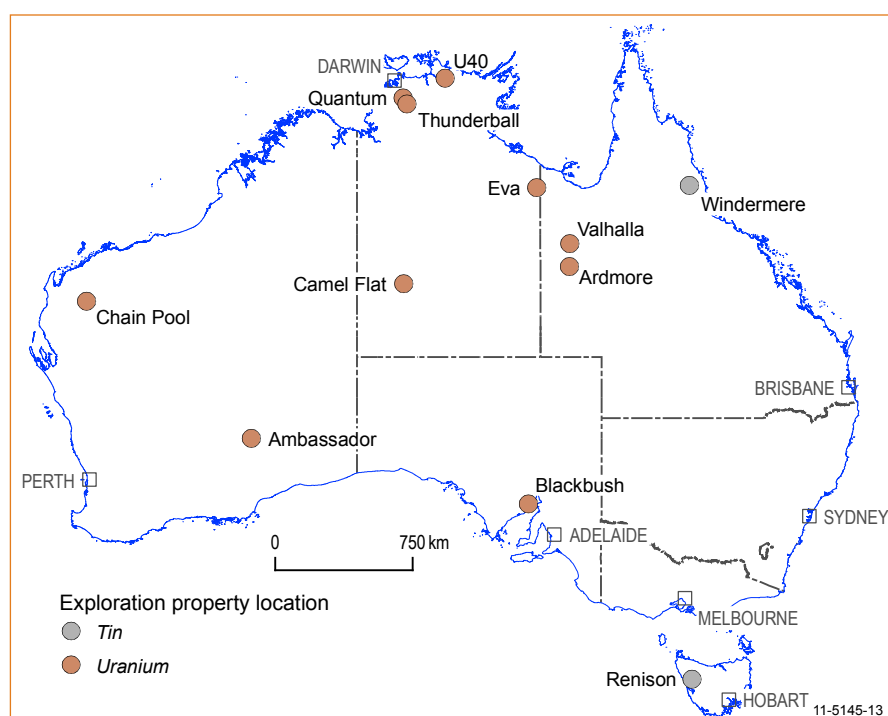 DARWIN
U40
Quantum
Thunderball
Eva
Windermere
Valhalla
Camel Flat
Ardmore
Chain Pool
BRISBANE
Ambassador
PERTH
Blackbush
SYDNEY
ADELAIDE
0
750 km
Exploration property location
Tin
MELBOURNE
Uranium
Renison
HOBART
11-5145-13